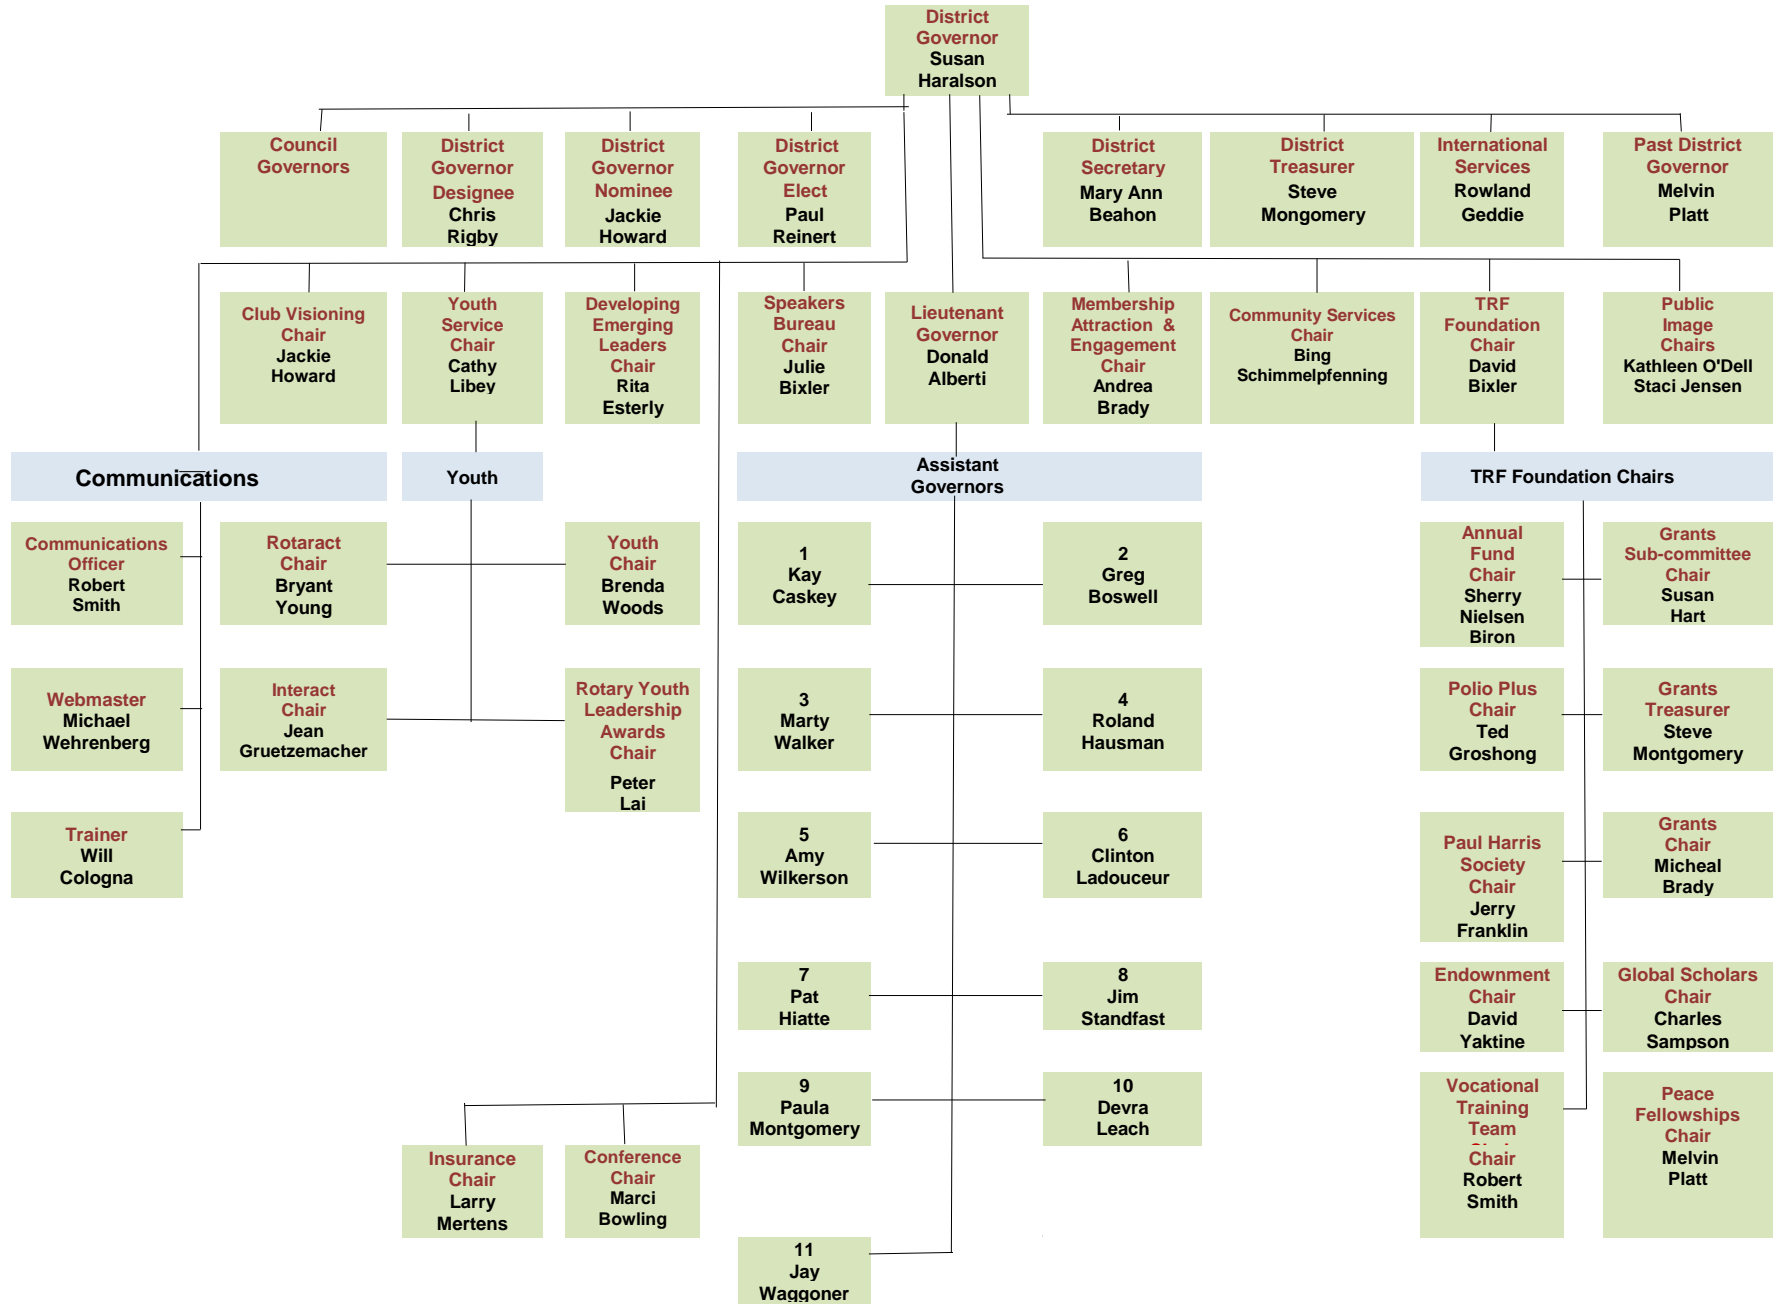 District
Governor
Susan
Haralson
Council
Governors
District
Governor
Designee
Chris
Rigby
District
Governor
Nominee
Jackie
Howard
District
Governor
Elect
Paul
Reinert
District
Secretary
Mary Ann
Beahon
District
Treasurer
Steve
Mongomery
International
Services
Rowland
Geddie
Past District
Governor
Melvin
Platt
Club Visioning
Chair
Jackie
Howard
Youth
Service
Chair
Cathy
Libey
Developing
Emerging
Leaders
Chair
Rita
Esterly
Speakers
Bureau
Chair
Julie
Bixler
Lieutenant
Governor
Donald
Alberti
Membership
Attraction &
Engagement
Chair
Andrea
Brady
Community Services
Chair
Bing
Schimmelpfenning
TRF
Foundation
Chair
David
Bixler
Public
Image
Chairs
Kathleen O'Dell
Staci Jensen
Communications
Youth
Assistant
Governors
TRF Foundation Chairs
Communications
Officer
Robert
Smith
Rotaract
Chair
Bryant
Young
Youth
Chair
Brenda
Woods
1
Kay
Caskey
2
Greg
Boswell
Annual
Fund
Chair
Sherry
Nielsen
Biron
Grants
Sub-committee
Chair
Susan
Hart
Webmaster
Michael
Wehrenberg
Interact
Chair
Jean
Gruetzemacher
Rotary Youth
Leadership
Awards
Chair
Peter
Lai
3
Marty
Walker
4
Roland
Hausman
Polio Plus
Chair
Ted
Groshong
Grants
Treasurer
Steve
Montgomery
Trainer
Will
Cologna
5
Amy
Wilkerson
6
Clinton
Ladouceur
Paul Harris
Society
Chair
Jerry
Franklin
Grants
Chair
Micheal
Brady
7
Pat
Hiatte
8
Jim
Standfast
Endownment
Chair
David
Yaktine
Global Scholars
Chair
Charles
Sampson
9
Paula
Montgomery
10
Devra
Leach
Vocational
Training
Team
Chair
Robert
Smith
Peace
Fellowships
Chair
Melvin
Platt
Insurance
Chair
Larry
Mertens
Conference
Chair
Marci
Bowling
11
Jay
Waggoner